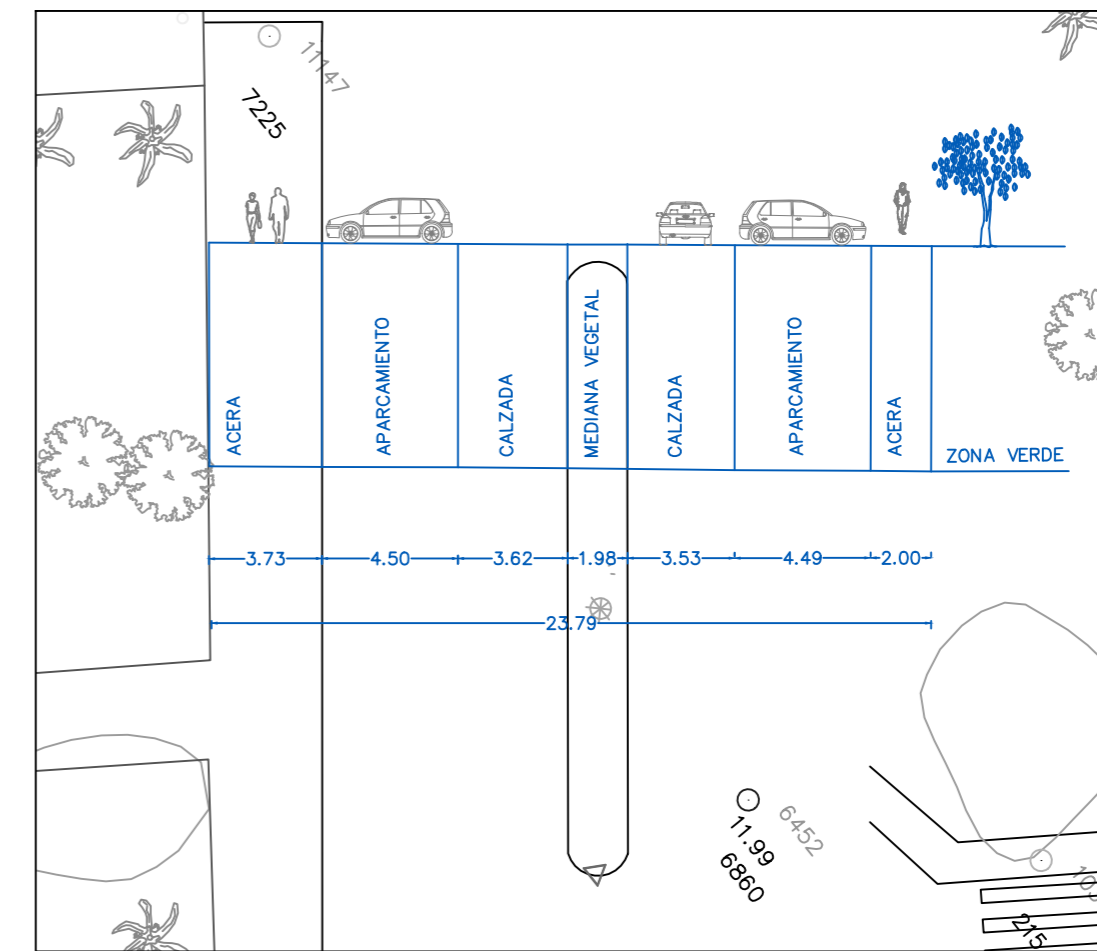 11147
7225
ACERA
APARCAMIENTO
CALZADA
MEDIANA VEGETAL
CALZADA
APARCAMIENTO
ACERA
ZONA VERDE
3.73
4.50
3.62
1.98
3.53
4.49
2.00
23.79
6452
11.99
6860
215